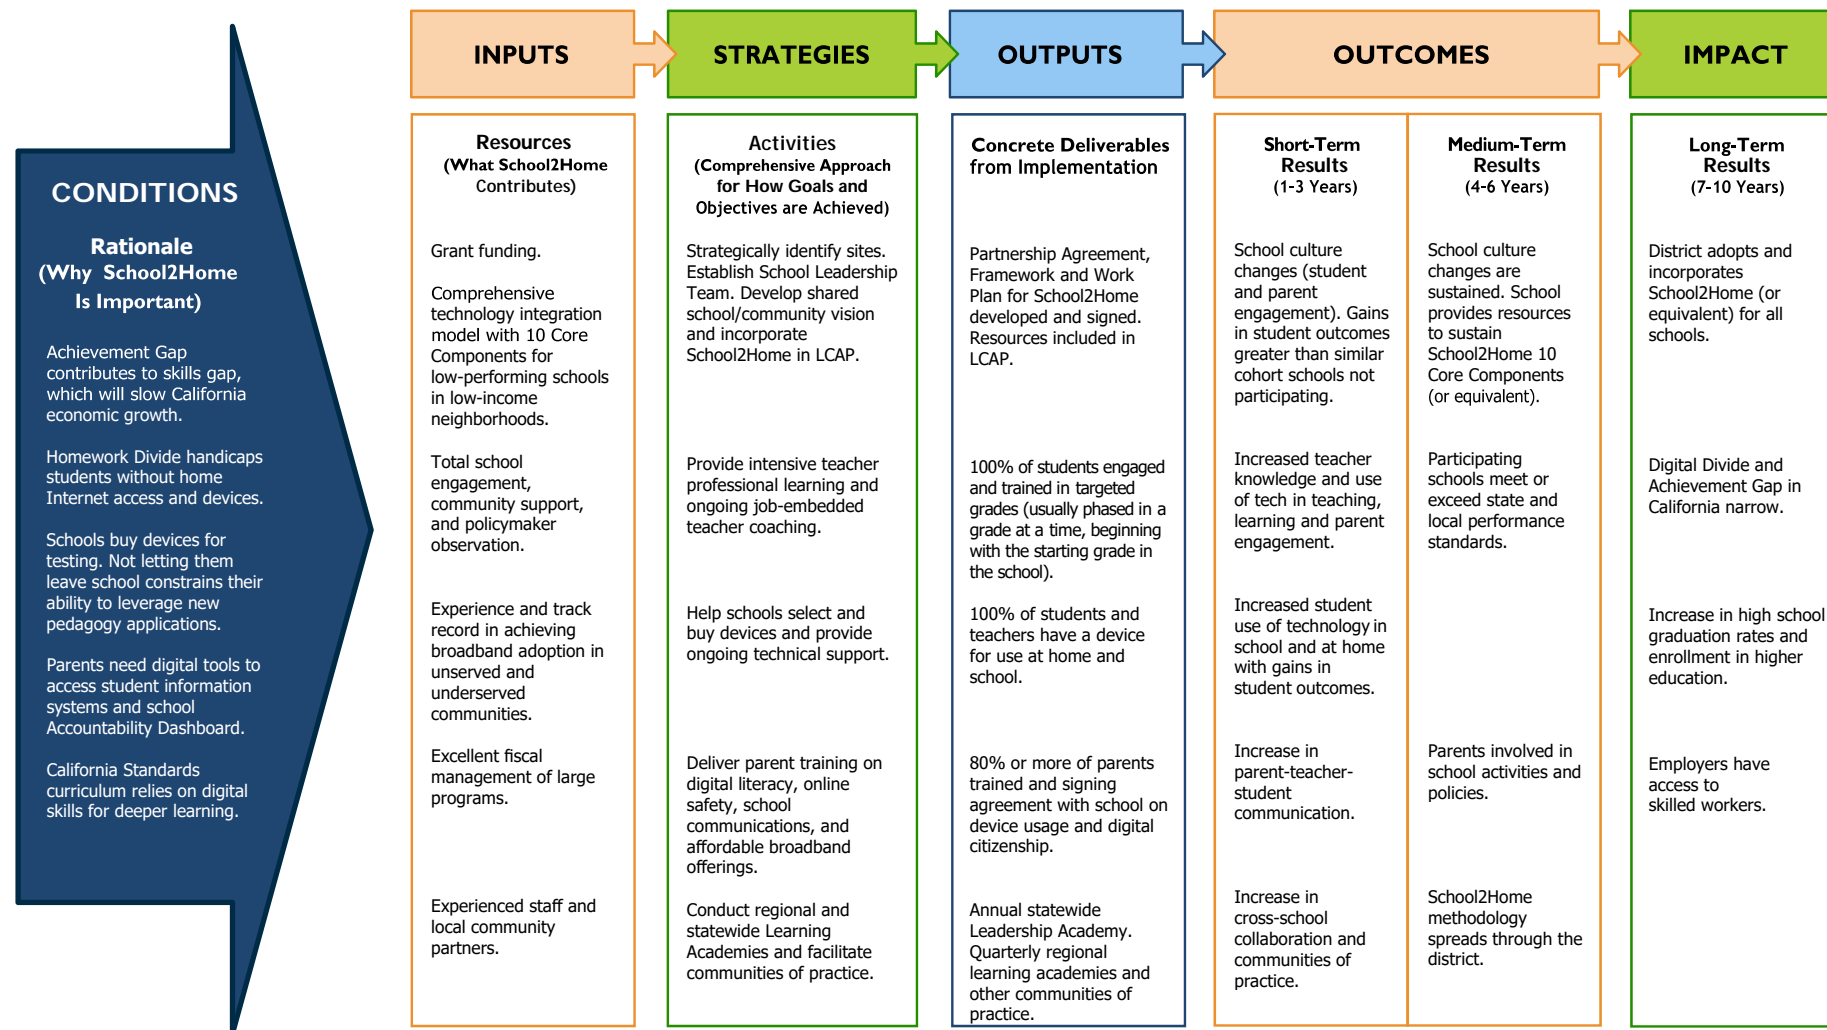 CONDITIONS
Rationale
(Why School2Home
Is Important)
Achievement Gap
contributes to skills gap,
which will slow California
economic growth.
Homework Divide handicaps
students without home
Internet access and devices.
Schools buy devices for
testing. Not letting them
leave school constrains their
ability to leverage new
pedagogy applications.
Parents need digital tools to
access student information
systems and school
Accountability Dashboard.
California Standards
curriculum relies on digital
skills for deeper learning.
INPUTS
Resources
(What School2Home
Contributes)
Grant funding.
Comprehensive
technology integration
model with 10 Core
Components for
low-performing schools
in low-income
neighborhoods.
Total school
engagement,
community support,
and policymaker
observation.
Experience and track
record in achieving
broadband adoption in
unserved and
underserved
communities.
Excellent fiscal
management of large
programs.
Experienced staff and
local community
partners.
STRATEGIES
Activities
(Comprehensive Approach
for How Goals and
Objectives are Achieved)
Strategically identify sites.
Establish School Leadership
Team. Develop shared
school/community vision
and incorporate
School2Home in LCAP.
Provide intensive teacher
professional learning and
ongoing job-embedded
teacher coaching.
Help schools select and
buy devices and provide
ongoing technical support.
Deliver parent training on
digital literacy, online
safety, school
communications, and
affordable broadband
offerings.
Conduct regional and
statewide Learning
Academies and facilitate
communities of practice.
OUTPUTS
Concrete Deliverables
from Implementation
Partnership Agreement,
Framework and Work
Plan for School2Home
developed and signed.
Resources included in
LCAP.
100% of students engaged
and trained in targeted
grades (usually phased in a
grade at a time, beginning
with the starting grade in
the school).
100% of students and
teachers have a device
for use at home and
school.
80% or more of parents
trained and signing
agreement with school on
device usage and digital
citizenship.
Annual statewide
Leadership Academy.
Quarterly regional
learning academies and
other communities of
practice.
OUTCOMES
Short-Term
Results
(1-3 Years)
School culture
changes (student
and parent
engagement). Gains
in student outcomes
greater than similar
cohort schools not
participating.
Increased teacher
knowledge and use
of tech in teaching,
learning and parent
engagement.
Increased student
use of technology in
school and at home
with gains in
student outcomes.
Increase in
parent-teacher-
student
communication.
Increase in
cross-school
collaboration and
communities of
practice.
Medium-Term
Results
(4-6 Years)
School culture
changes are
sustained. School
provides resources
to sustain
School2Home 10
Core Components
(or equivalent).
Participating
schools meet or
exceed state and
local performance
standards.
Parents involved in
school activities and
policies.
School2Home
methodology
spreads through the
district.
IMPACT
Long-Term
Results
(7-10 Years)
District adopts and
incorporates
School2Home (or
equivalent) for all
schools.
Digital Divide and
Achievement Gap in
California narrow.
Increase in high school
graduation rates and
enrollment in higher
education.
Employers have
access to
skilled workers.